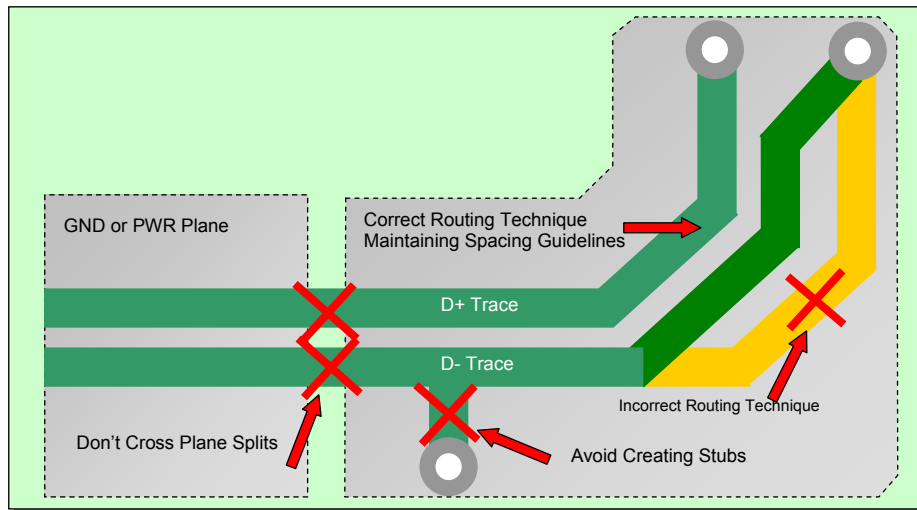 GND or PWR Plane
Correct Routing Technique
Maintaining Spacing Guidelines
D+ Trace
D- Trace
Incorrect Routing Technique
Don’t Cross Plane Splits
Avoid Creating Stubs